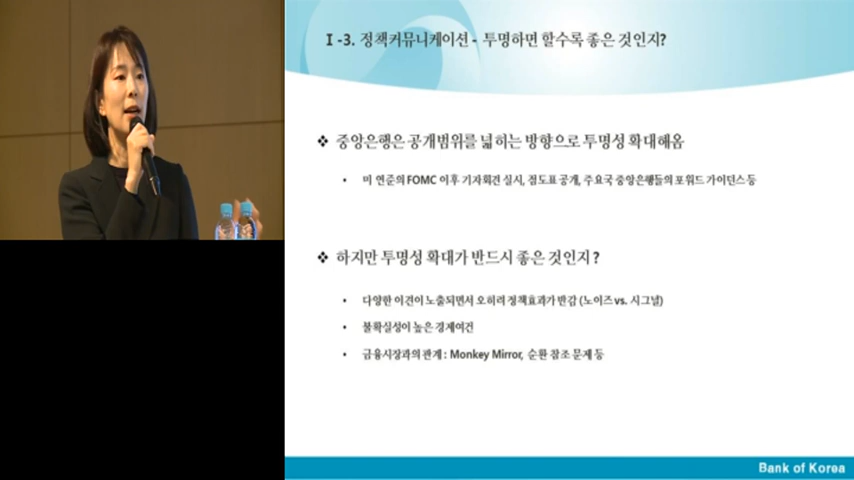 Ⅰ-3. 정책커뮤니케이션 - 투명하면 할수록 좋은 것인지?
❖ 중앙은행은 공개범위를 넓히는 방향으로 투명성 확대해옴
• 미 연준의 FOMC 이후 기자회견 실시, 점도표 공개, 주요국 중앙은행들의 포워드 가이던스 등
❖ 하지만 투명성 확대가 반드시 좋은 것인지?
• 다양한 이견이 노출되면서 오히려 정책효과가 반감 (노이즈 vs. 시그널)
• 불확실성이 높은 경제여건
• 금융시장과의 관계 : Monkey Mirror, 순환 참조 문제 등
Bank of Korea